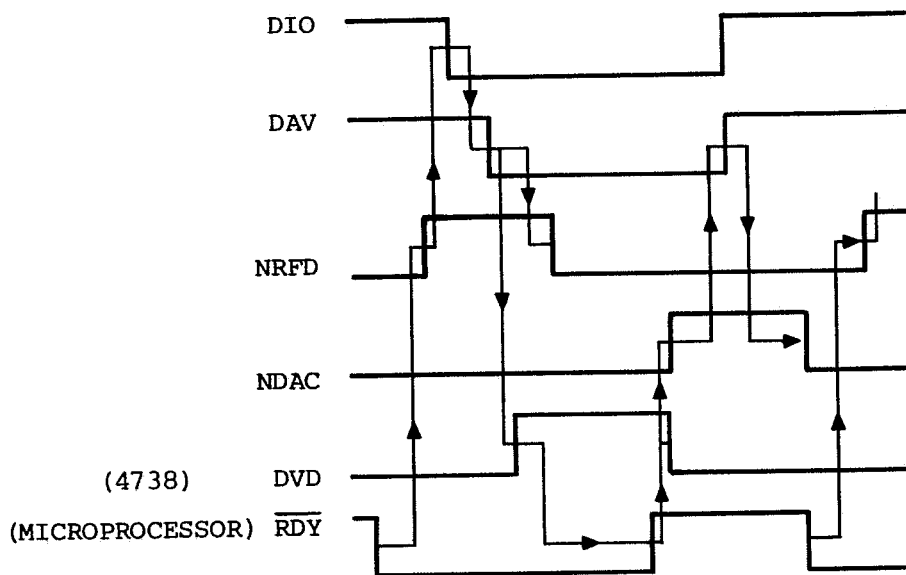 DIO
DAV
NRFD
NDAC
(4738) DVD
(MICROPROCESSOR) RDY